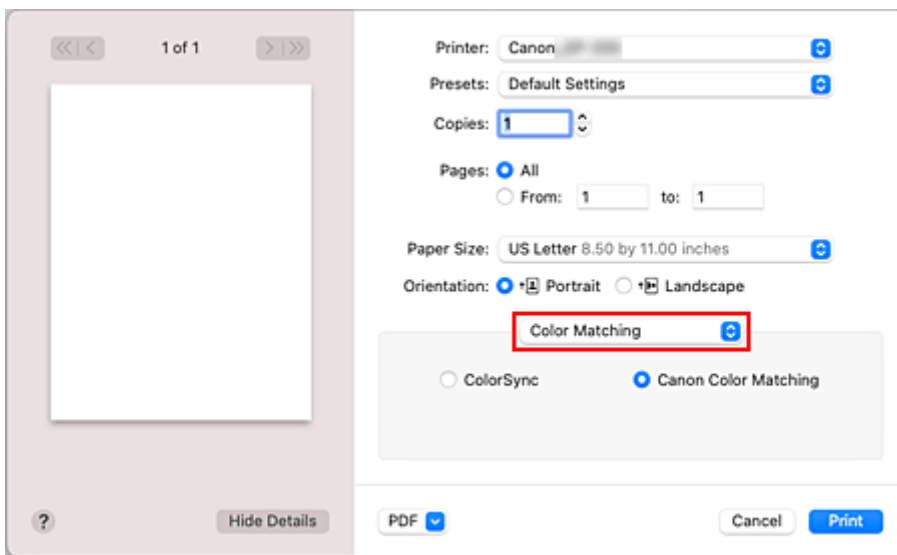 1 of 1
Printer: Canon
Presets: Default Settings
Copies: 1
Pages: All
From: 1 to: 1
Paper Size: US Letter 8.50 by 11.00 inches
Orientation: Portrait Landscape
Color Matching
ColorSync Canon Color Matching
? Hide Details PDF Cancel Print